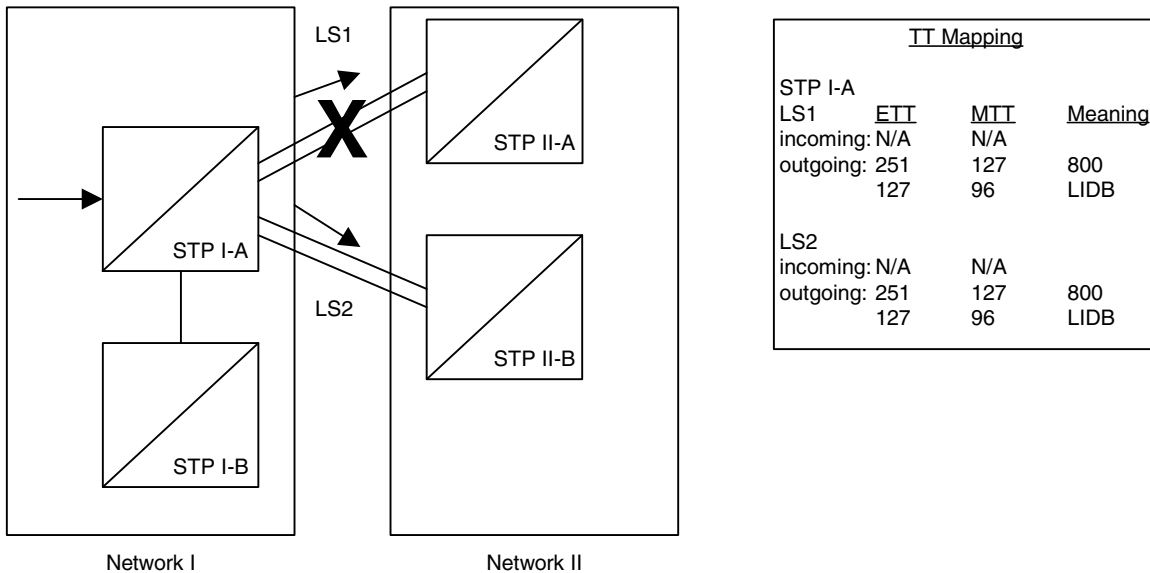 LS1
STP II-A
STP I-A
LS2
STP II-B
STP I-B
Network I
Network II
TT Mapping
STP I-A
LS1 ETT MTT Meaning
incoming: N/A N/A
outgoing: 251 127 800
127 96 LIDB
LS2
incoming: N/A N/A
outgoing: 251 127 800
127 96 LIDB